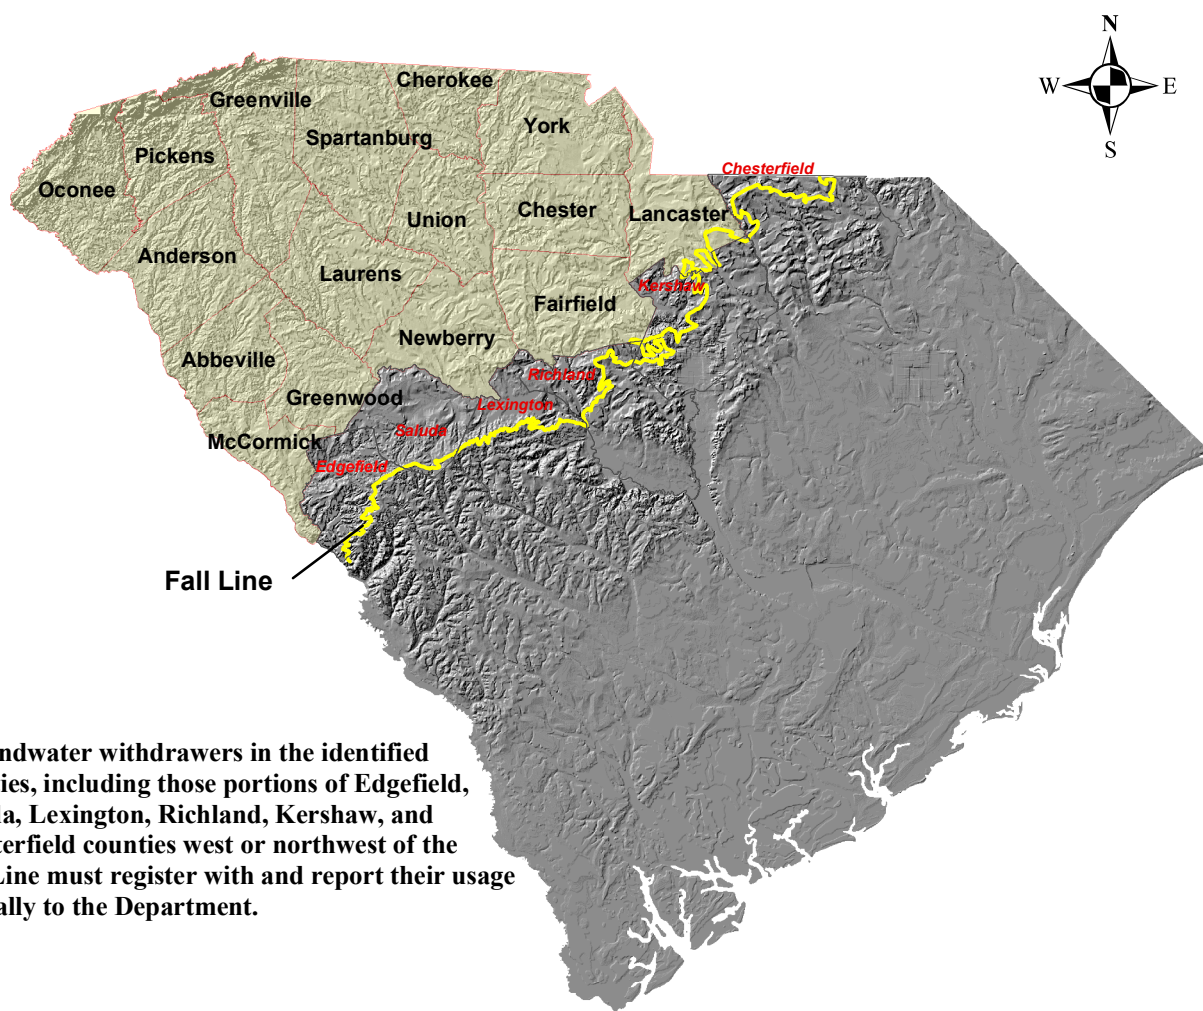 N
W E
S
Cherokee
Greenville
York
Spartanburg
Pickens
Chesterfield
Oconee
Chester
Lancaster
Union
Anderson
Laurens
Kershaw
Fairfield
Newberry
Abbeville
Richland
Greenwood
Lexington
Saluda
McCormick
Edgefield
Fall Line
ndwater withdrawers in the identified
ies, including those portions of Edgefield,
a, Lexington, Richland, Kershaw, and
terfield counties west or northwest of the
Line must register with and report their usage
ally to the Department.